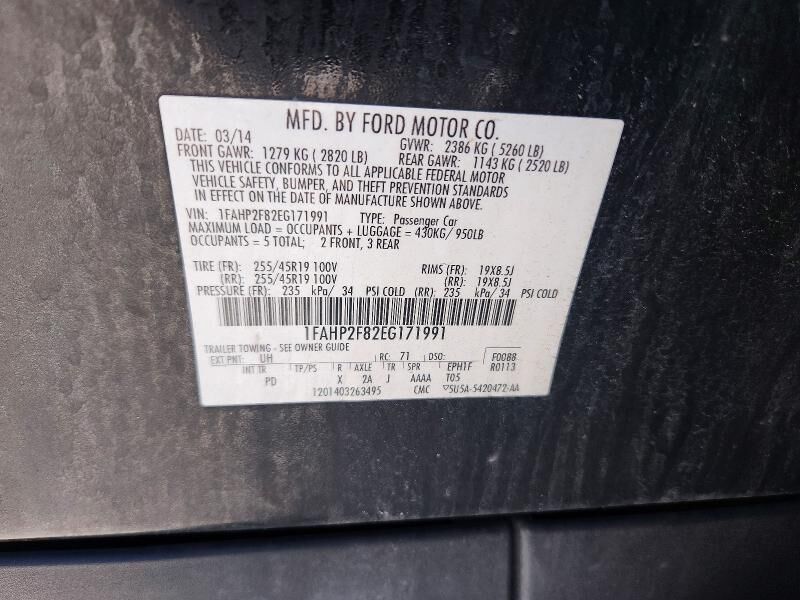 MFD. BY FORD MOTOR CO.
DATE: 03/14 GVWR: 2386 KG ( 5260 LB)
FRONT GAWR: 1279 KG ( 2820 LB) REAR GAWR: 1143 KG ( 2520 LB)
THIS VEHICLE CONFORMS TO ALL APPLICABLE FEDERAL MOTOR
VEHICLE SAFETY, BUMPER, AND THEFT PREVENTION STANDARDS
IN EFFECT ON THE DATE OF MANUFACTURE SHOWN ABOVE.
VIN: 1FAHP2F82EG171991 TYPE: Passenger Car
MAXIMUM LOAD = OCCUPANTS + LUGGAGE = 430KG/ 950LB
OCCUPANTS = 5 TOTAL; 2 FRONT, 3 REAR
TIRE (FR): 255/45R19 100V RIMS (FR): 19X8.5J
(RR): 255/45R19 100V (RR): 19X8.5J
PRESSURE (FR): 235 kPa/ 34 PSI COLD (RR): 235 kPa/ 34 PSI COLD
1FAHP2F82EG171991
TRAILER TOWING - SEE OWNER GUIDE
EXT PNT: UH RC: 71 DSO: F0088
INT TR TP/PS R AXLE TR SPR EPH1F R0113
PD X 2A J AAAA T05
1201403263495 CMC ▽5U5A-5420472-AA